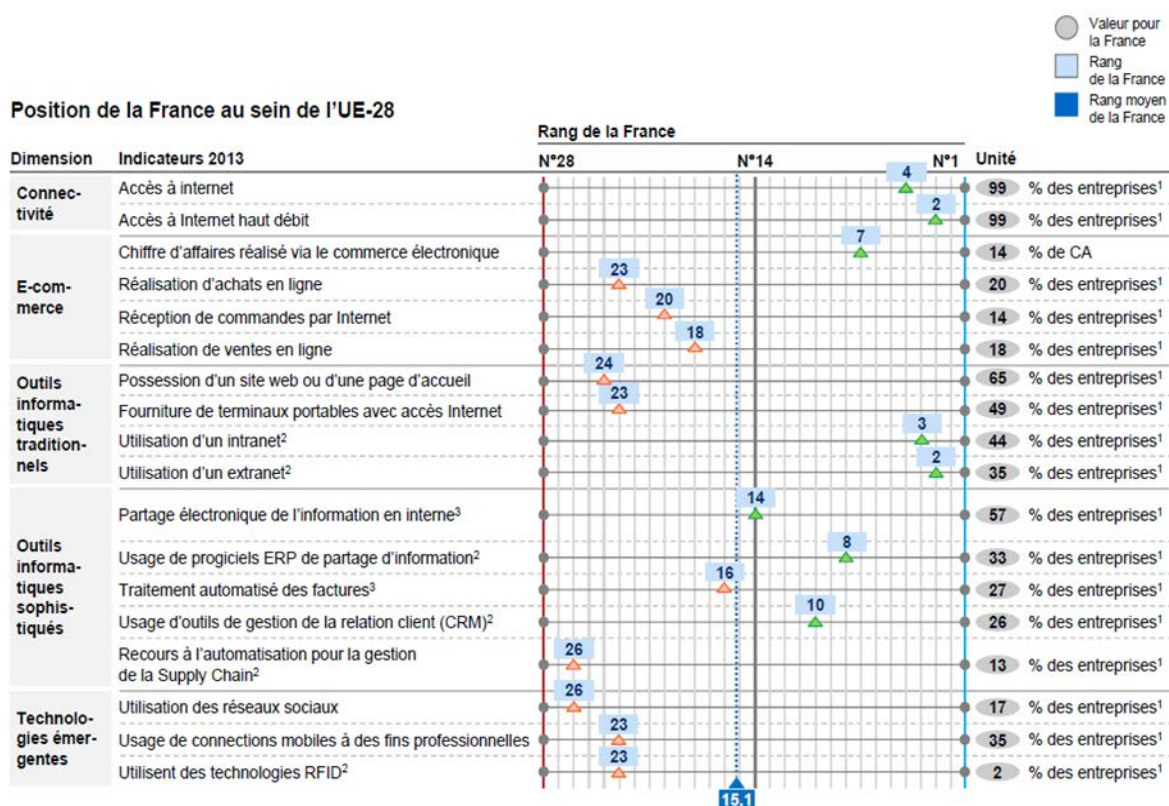 Valeur pour
la France
Rang
de la France
Rang moyen
de la France
Position de la France au sein de l'UE-28
Rang de la France
Dimension Indicateurs 2013 N°28 N°14 N°1 Unité
Connec-
tivité
Accès à internet 4 99 % des entreprises¹
Accès à Internet haut débit 2 99 % des entreprises¹
E-com-
merce
Chiffre d'affaires réalisé via le commerce électronique 7 14 % de CA
Réalisation d'achats en ligne 23 20 % des entreprises¹
Réception de commandes par Internet 20 14 % des entreprises¹
Réalisation de ventes en ligne 18 18 % des entreprises¹
Outils
informa-
tiques
tradition-
nels
Possession d'un site web ou d'une page d'accueil 24 65 % des entreprises¹
Fourniture de terminaux portables avec accès Internet 23 49 % des entreprises¹
Utilisation d'un intranet² 3 44 % des entreprises¹
Utilisation d'un extranet² 2 35 % des entreprises¹
Outils
informa-
tiques
sophis-
tiqués
Partage électronique de l'information en interne³ 14 57 % des entreprises¹
Usage de progiciels ERP de partage d'information² 8 33 % des entreprises¹
Traitement automatisé des factures³ 16 27 % des entreprises¹
Usage d'outils de gestion de la relation client (CRM)² 10 26 % des entreprises¹
Recours à l'automatisation pour la gestion
de la Supply Chain² 26 13 % des entreprises¹
Technolo-
gies émer-
gentes
Utilisation des réseaux sociaux 26 17 % des entreprises¹
Usage de connections mobiles à des fins professionnelles 23 35 % des entreprises¹
Utilisent des technologies RFID² 23 2 % des entreprises¹
15.1